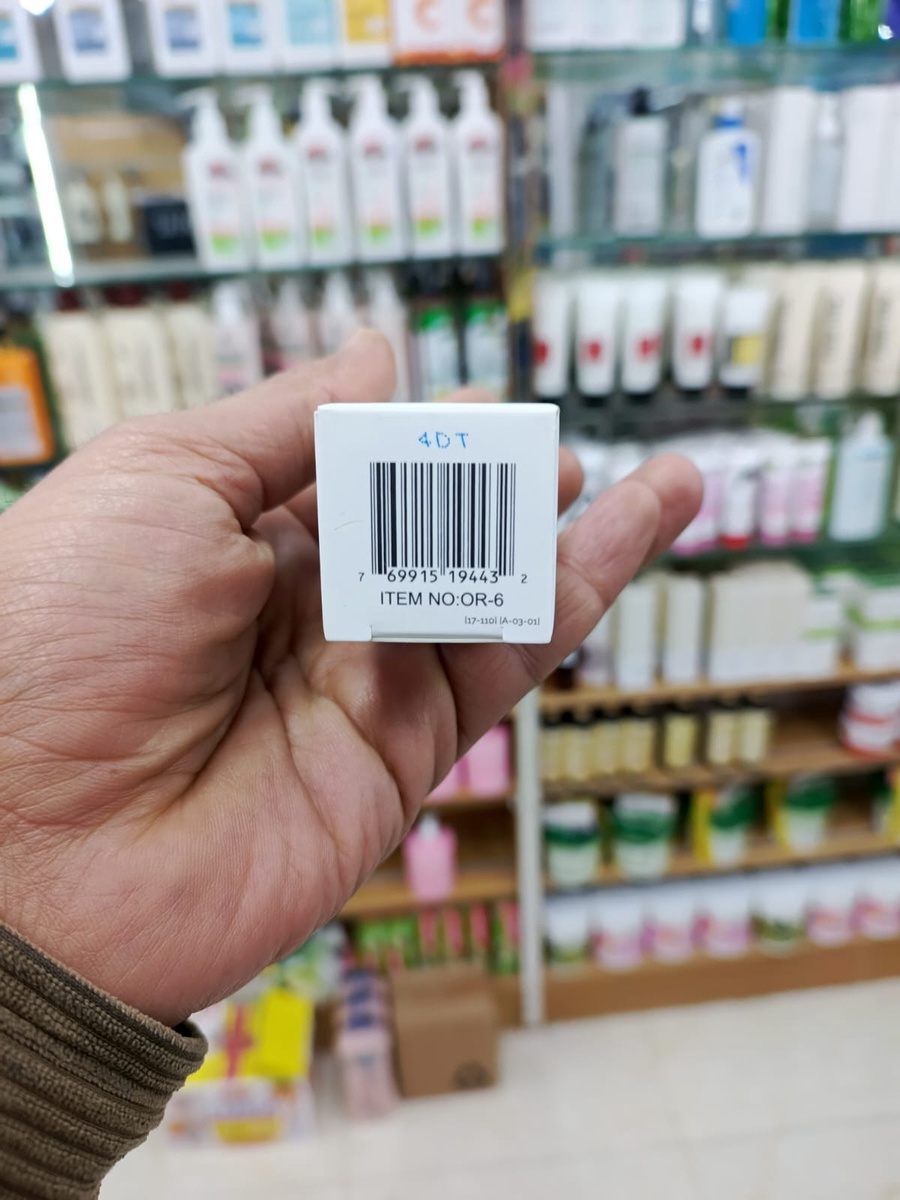 4DT
7 69915 19443 2
ITEM NO:OR-6
|17-110| |A-03-01|